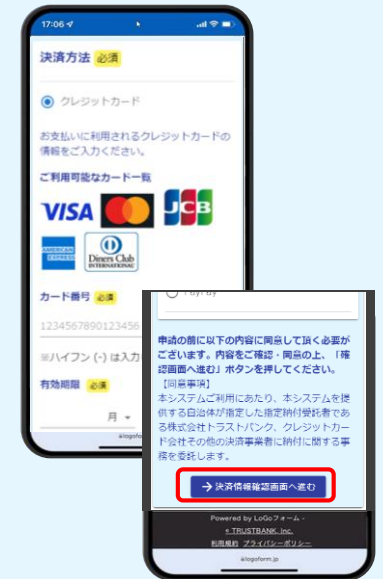 17:06
決済方法 必須
クレジットカード
お支払いに利用されるクレジットカードの
情報をご入力ください。
ご利用可能なカード一覧
VISA JCB
AMERICAN EXPRESS Diners Club INTERNATIONAL
カード番号 必須
1234567890123456
※ハイフン (-) は入力
有効期限 必須
月
PayPay
申請の前に以下の内容に同意して頂く必要が
ございます。内容をご確認・同意の上、「確
認画面へ進む」ボタンを押してください。
【同意事項】
本システムご利用にあたり、本システムを提
供する自治体が指定した指定納付受託者であ
る株式会社トラストバンク、クレジットカー
ド会社その他の決済事業者に納付に関する事
務を委託します。
→ 決済情報確認画面へ進む
Powered by LoGoフォーム -
© TRUSTBANK, Inc.
利用規約 プライバシーポリシー
logoform.jp